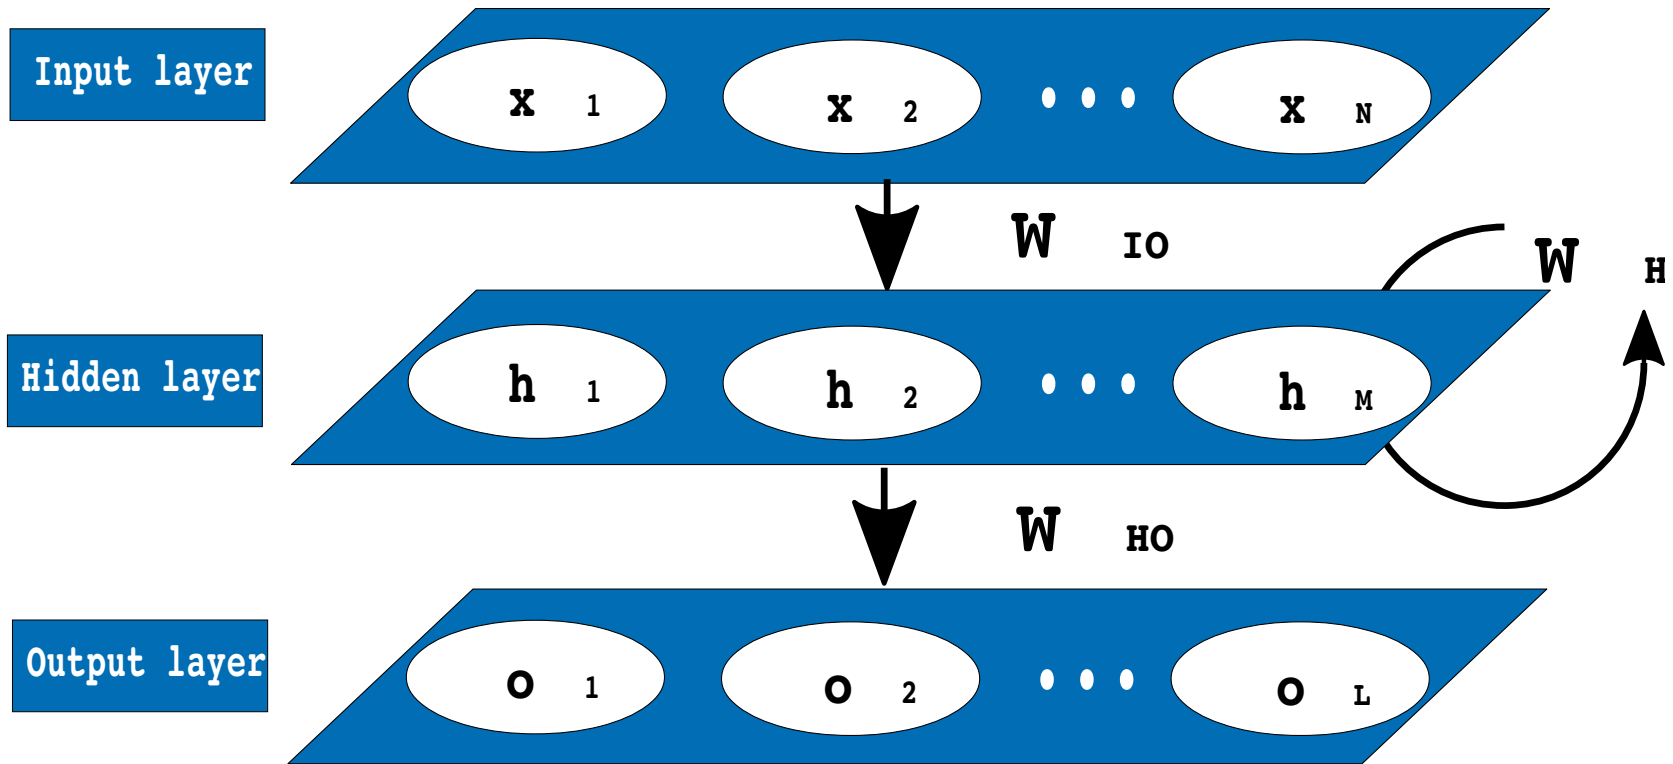 Input layer
x 1
x 2
x N
W IO
W H
Hidden layer
h 1
h 2
h M
W HO
Output layer
o 1
o 2
o L